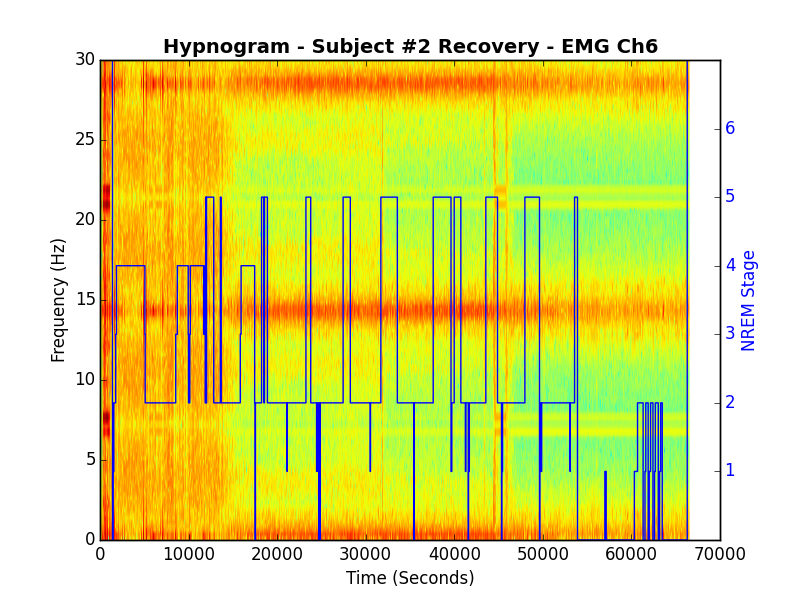 Hypnogram - Subject #2 Recovery - EMG Ch6
30
25
20
15
10
5
0
Frequency (Hz)
6
5
4
3
2
1
NREM Stage
0 10000 20000 30000 40000 50000 60000 70000
Time (Seconds)